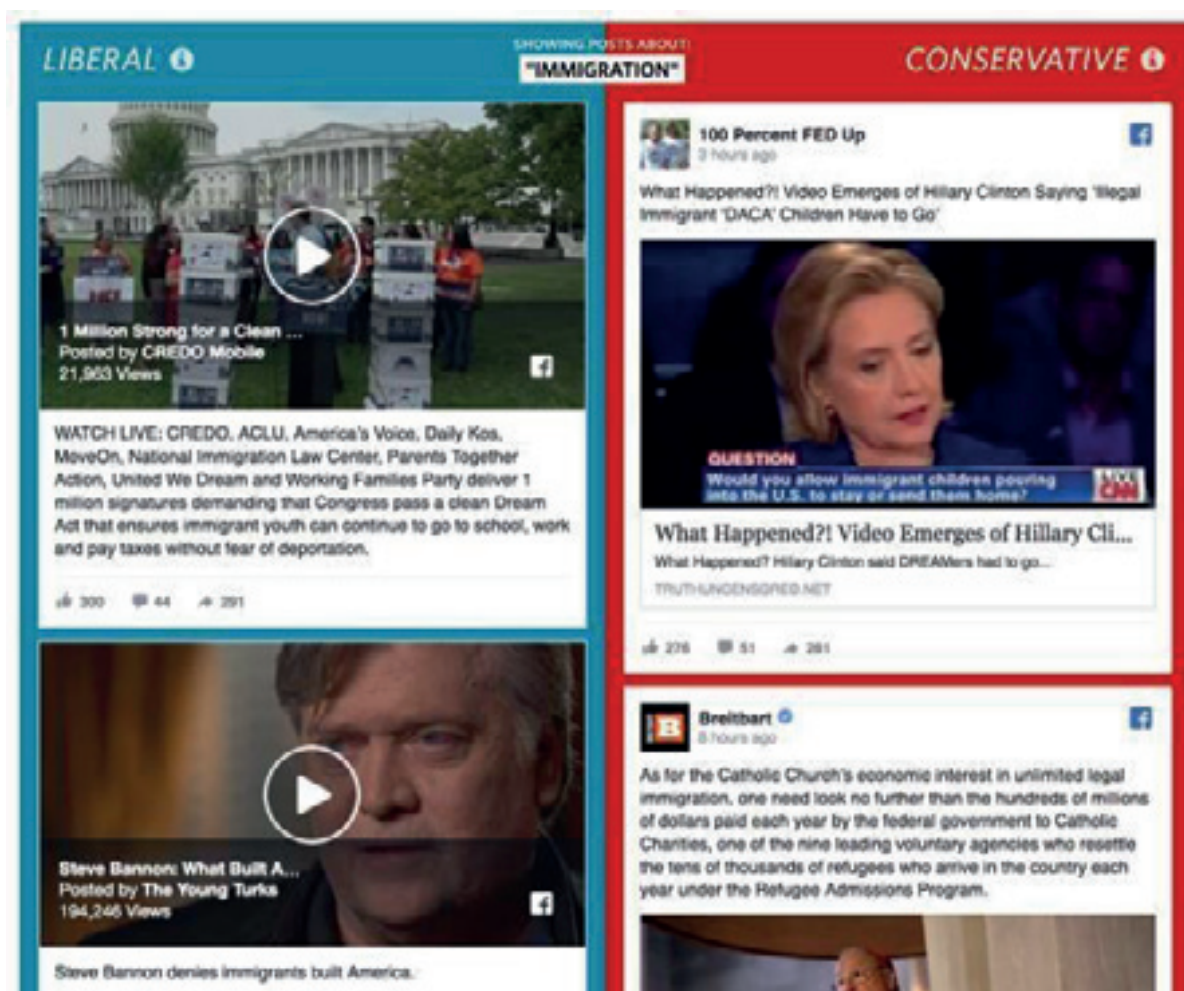 LIBERAL
SHOWING POSTS ABOUT:
"IMMIGRATION"
CONSERVATIVE
1 Million Strong for a Clean ...
Posted by CREDO Mobile
21,963 Views
WATCH LIVE: CREDO, ACLU, America's Voice, Daily Kos,
MoveOn, National Immigration Law Center, Parents Together
Action, United We Dream and Working Families Party deliver 1
million signatures demanding that Congress pass a clean Dream
Act that ensures immigrant youth can continue to go to school, work
and pay taxes without fear of deportation.
300 44 291
Steve Bannon: What Built A...
Posted by The Young Turks
194,246 Views
Steve Bannon denies immigrants built America.
100 Percent FED Up
3 hours ago
What Happened?! Video Emerges of Hillary Clinton Saying 'Illegal
Immigrant 'DACA' Children Have to Go'
QUESTION
Would you allow immigrant children pouring
into the U.S. to stay or send them home?
LIVE
CNN
What Happened?! Video Emerges of Hillary Cli...
What Happened? Hillary Clinton said DREAMers had to go...
TRUTHUNCENSORED.NET
276 51 281
Breitbart
8 hours ago
As for the Catholic Church's economic interest in unlimited legal
immigration, one need look no further than the hundreds of millions
of dollars paid each year by the federal government to Catholic
Charities, one of the nine leading voluntary agencies who resettle
the tens of thousands of refugees who arrive in the country each
year under the Refugee Admissions Program.